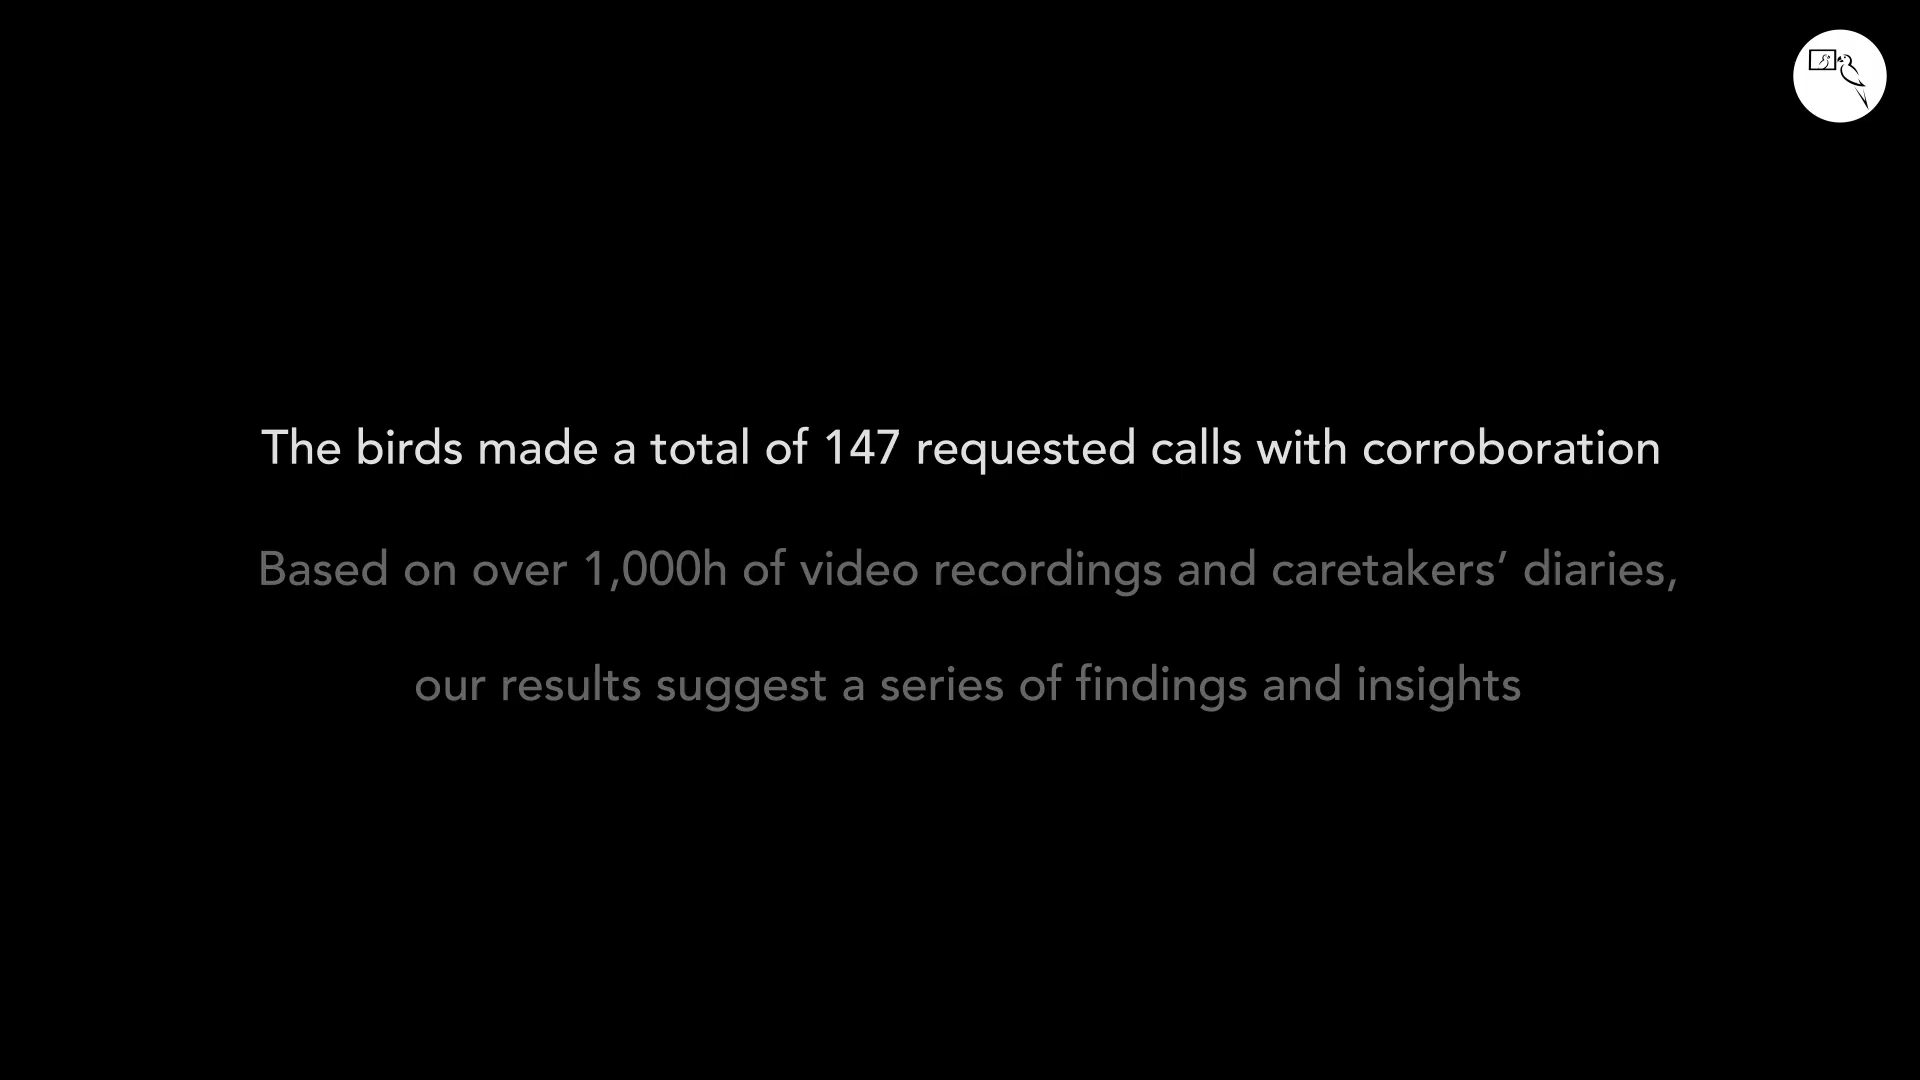 The birds made a total of 147 requested calls with corroboration
Based on over 1,000h of video recordings and caretakers’ diaries,
our results suggest a series of findings and insights